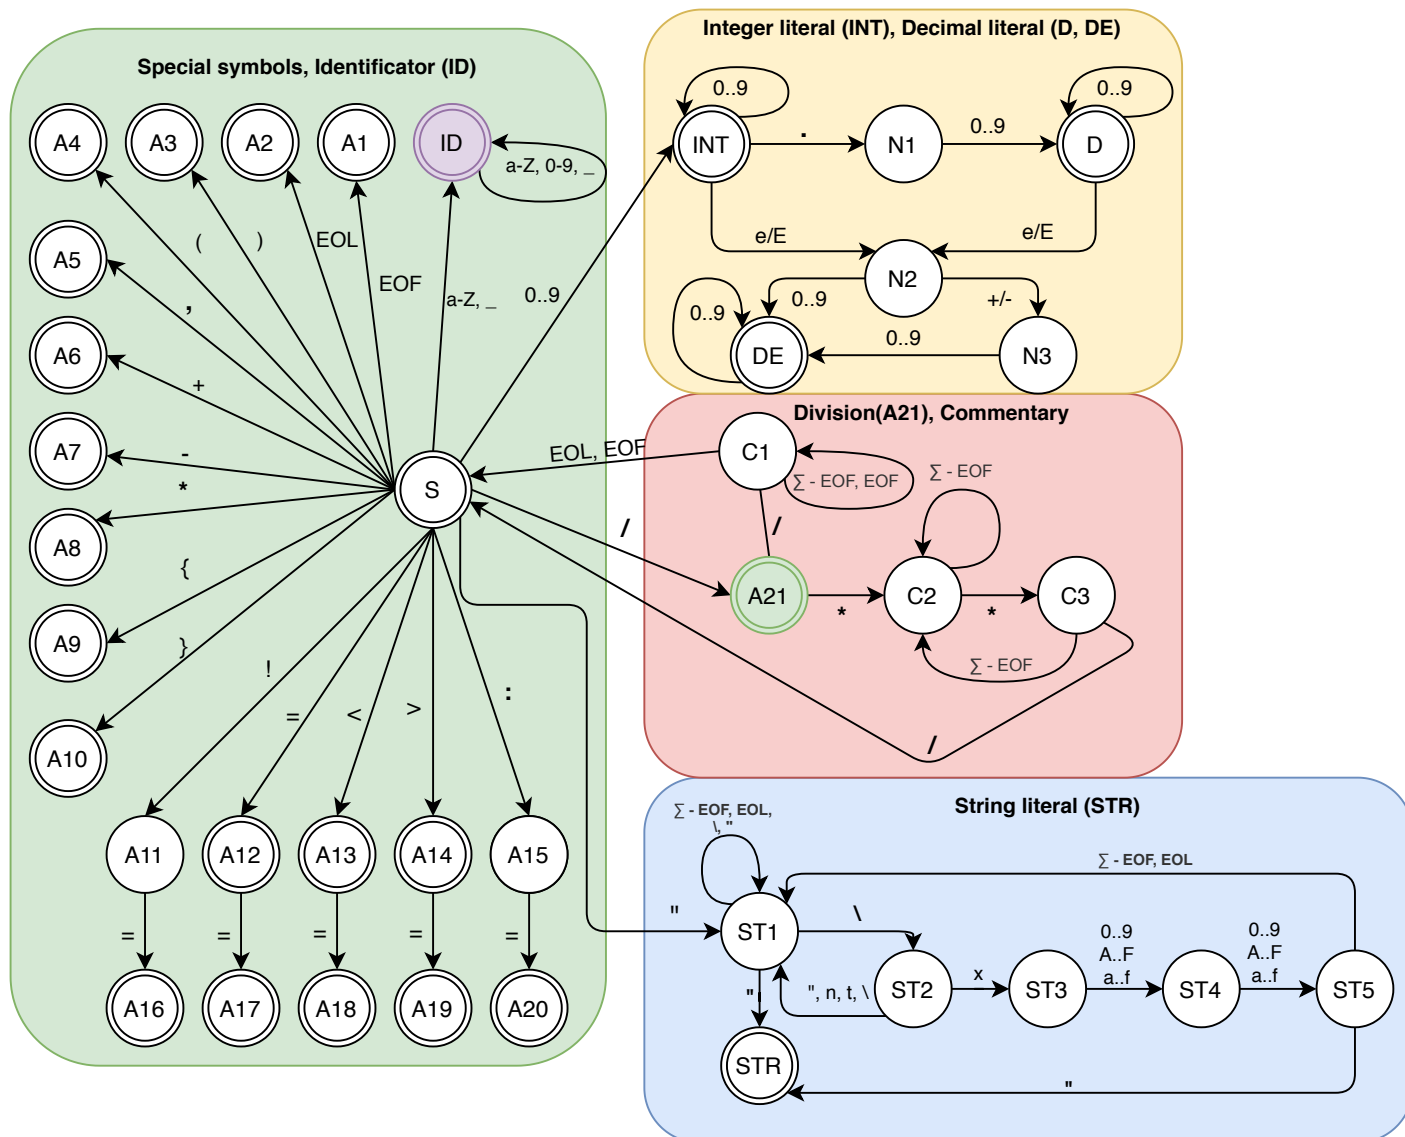 Special symbols, Identificator (ID)
A4
A3
A2
A1
ID
a-Z, 0-9, _
(
)
EOL
EOF
a-Z, _
0..9
A5
,
A6
+
A7
-
*
S
A8
{
A9
}
A10
!
=
<
>
:
A11
A12
A13
A14
A15
=
=
=
=
=
A16
A17
A18
A19
A20
Integer literal (INT), Decimal literal (D, DE)
0..9
0..9
INT
.
N1
0..9
D
e/E
e/E
N2
0..9
0..9
+/-
DE
0..9
N3
Division(A21), Commentary
EOL, EOF
C1
∑ - EOF, EOF
∑ - EOF
/
/
A21
*
C2
*
C3
∑ - EOF
/
String literal (STR)
∑ - EOF, EOL,
\, "
∑ - EOF, EOL
"
ST1
\
0..9
A..F
a..f
0..9
A..F
a..f
", n, t, \
ST2
x
ST3
ST4
ST5
"
STR
"